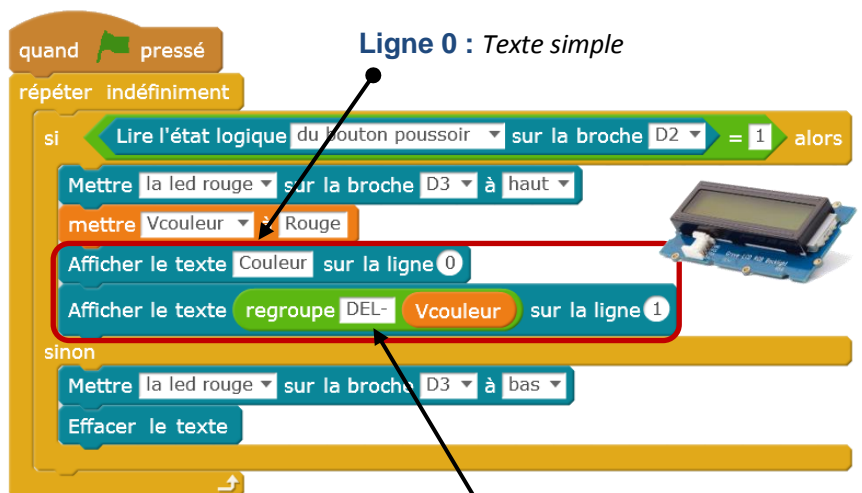 Ligne 0 : Texte simple
quand pressé
répéter indéfiniment
si Lire l'état logique du bouton poussoir sur la broche D2 = 1 alors
Mettre la led rouge sur la broche D3 à haut
mettre Vcouleur à Rouge
Afficher le texte Couleur sur la ligne 0
Afficher le texte regroupe DEL- Vcouleur sur la ligne 1
sinon
Mettre la led rouge sur la broche D3 à bas
Effacer le texte